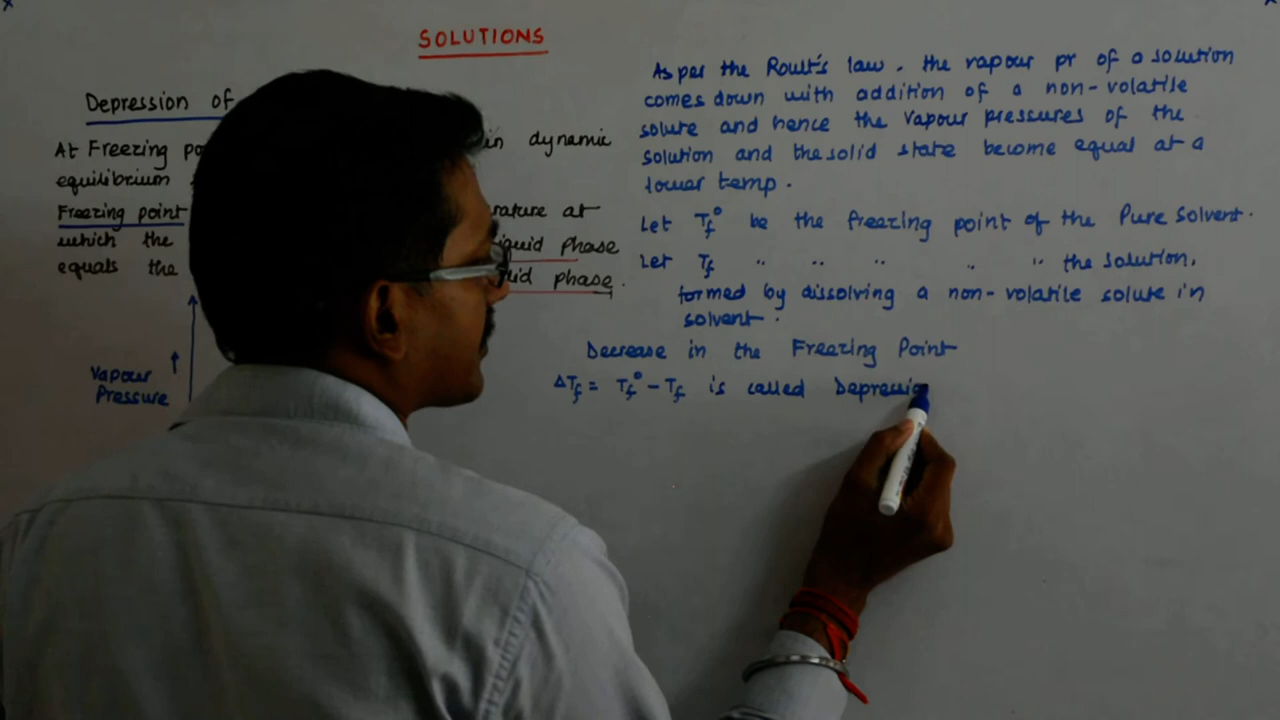 SOLUTIONS
Depression of
At Freezing in dynamic
equilibrium
Freezing point at
which the phase
equals the phase.
Vapour
Pressure
As per the Roult's law. the vapour pr of a solution
comes down with addition of a non-volatile
solute and hence the vapour pressures of the
solution and the solid state become equal at a
lower temp.
Let Tf° be the freezing point of the Pure Solvent.
Let Tf " " " " " the solution,
formed by dissolving a non-volatile solute in
solvent.
Decrease in the Freezing Point
ΔTf = Tf° - Tf is called Depressio